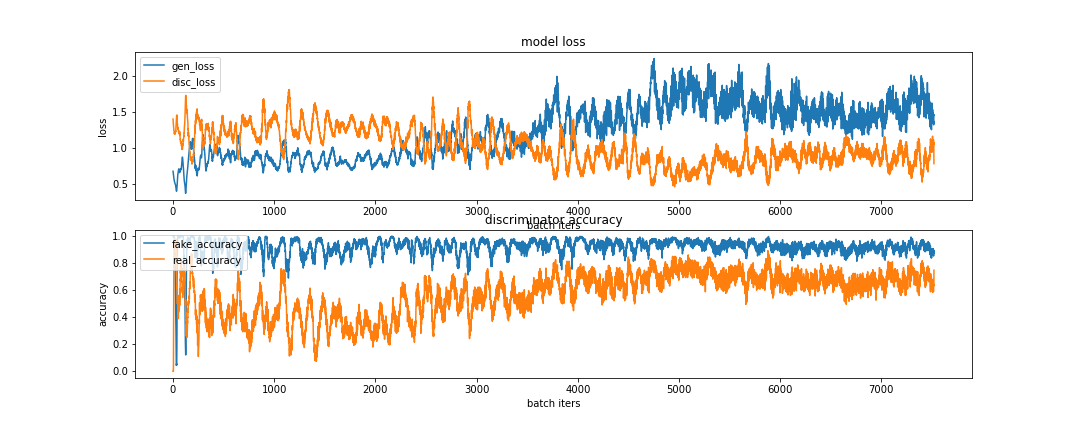 model loss
gen_loss
disc_loss
loss
2.0
1.5
1.0
0.5
0 1000 2000 3000 4000 5000 6000 7000
batch iters
discriminator accuracy
fake_accuracy
real_accuracy
accuracy
1.0
0.8
0.6
0.4
0.2
0.0
0 1000 2000 3000 4000 5000 6000 7000
batch iters